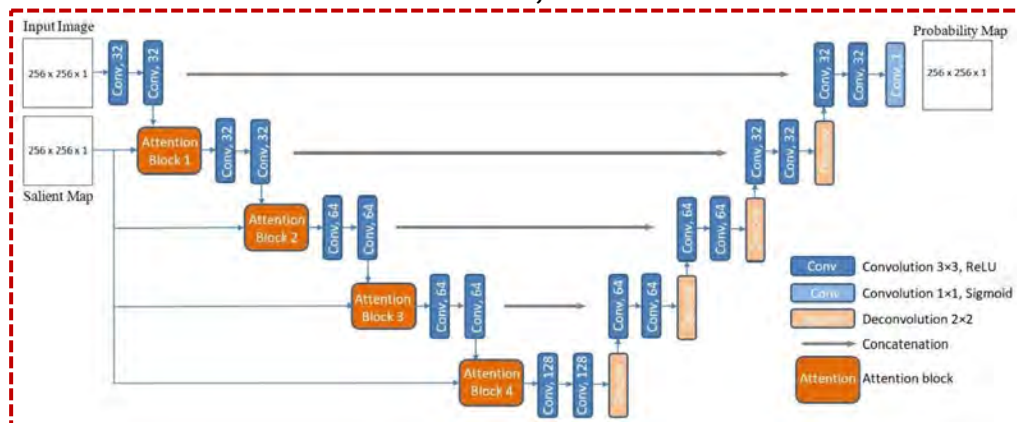 Input Image
Probability Map
256 x 256 x 1
Conv, 32
Conv, 32
Conv, 32
Conv, 32
Conv, 1
256 x 256 x 1
256 x 256 x 1
Salient Map
Attention
Block 1
Conv, 32
Conv, 32
Conv, 32
Conv, 32
Attention
Block 2
Conv, 64
Conv, 64
Conv, 64
Conv, 64
Attention
Block 3
Conv, 64
Conv, 64
Conv, 64
Conv, 64
Attention
Block 4
Conv, 128
Conv, 128
Conv
Convolution 3×3, ReLU
Conv
Convolution 1×1, Sigmoid
Deconvolution 2×2
Concatenation
Attention
Attention block